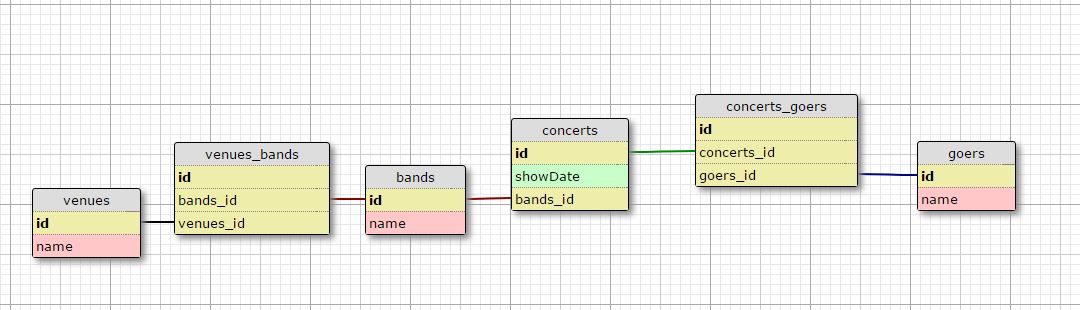 venues
id
name
venues_bands
id
bands_id
venues_id
bands
id
name
concerts
id
showDate
bands_id
concerts_goers
id
concerts_id
goers_id
goers
id
name